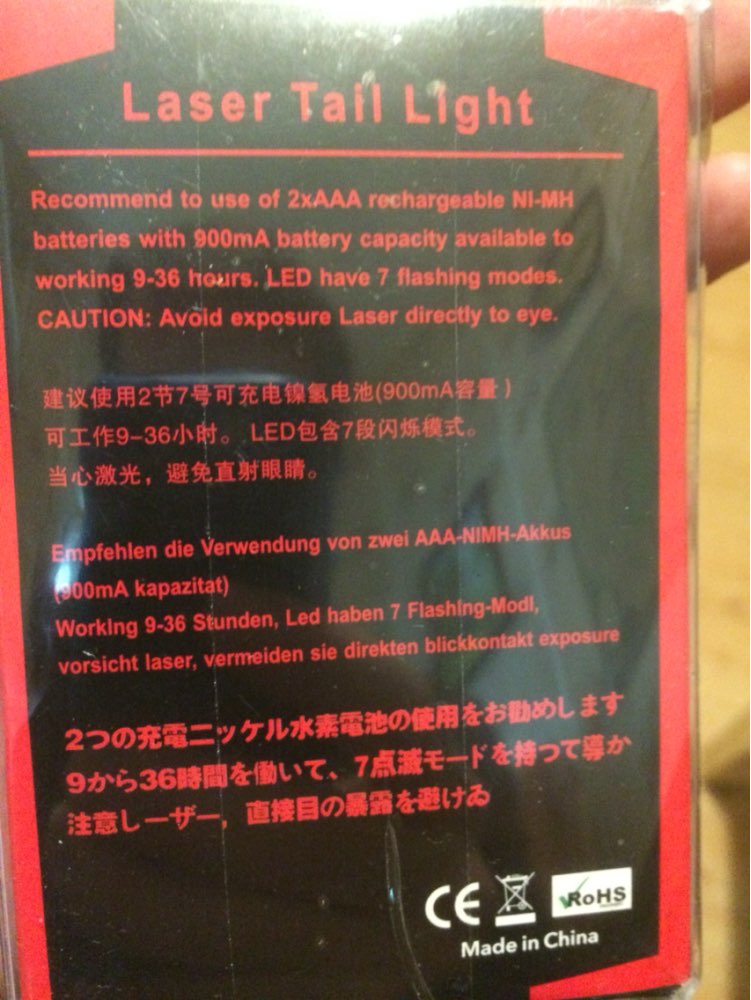 Laser Tail Light
Recommend to use of 2xAAA rechargeable NI-MH
batteries with 900mA battery capacity available to
working 9-36 hours. LED have 7 flashing modes.
CAUTION: Avoid exposure Laser directly to eye.
建议使用2节7号可充电镍氢电池(900mA容量)
可工作9-36小时。 LED包含7段闪烁模式。
当心激光，避免直射眼睛。
Empfehlen die Verwendung von zwei AAA-NIMH-Akkus
(900mA kapazitat)
Working 9-36 Stunden, Led haben 7 Flashing-Modi,
vorsicht laser, vermeiden sie direkten blickkontakt exposure
2つの充電ニッケル水素電池の使用をお勧めします
9から36時間を働いて、7点滅モードを持って導か
注意レーザー, 直接目の暴露を避けゐ
CE
RoHS
Made in China